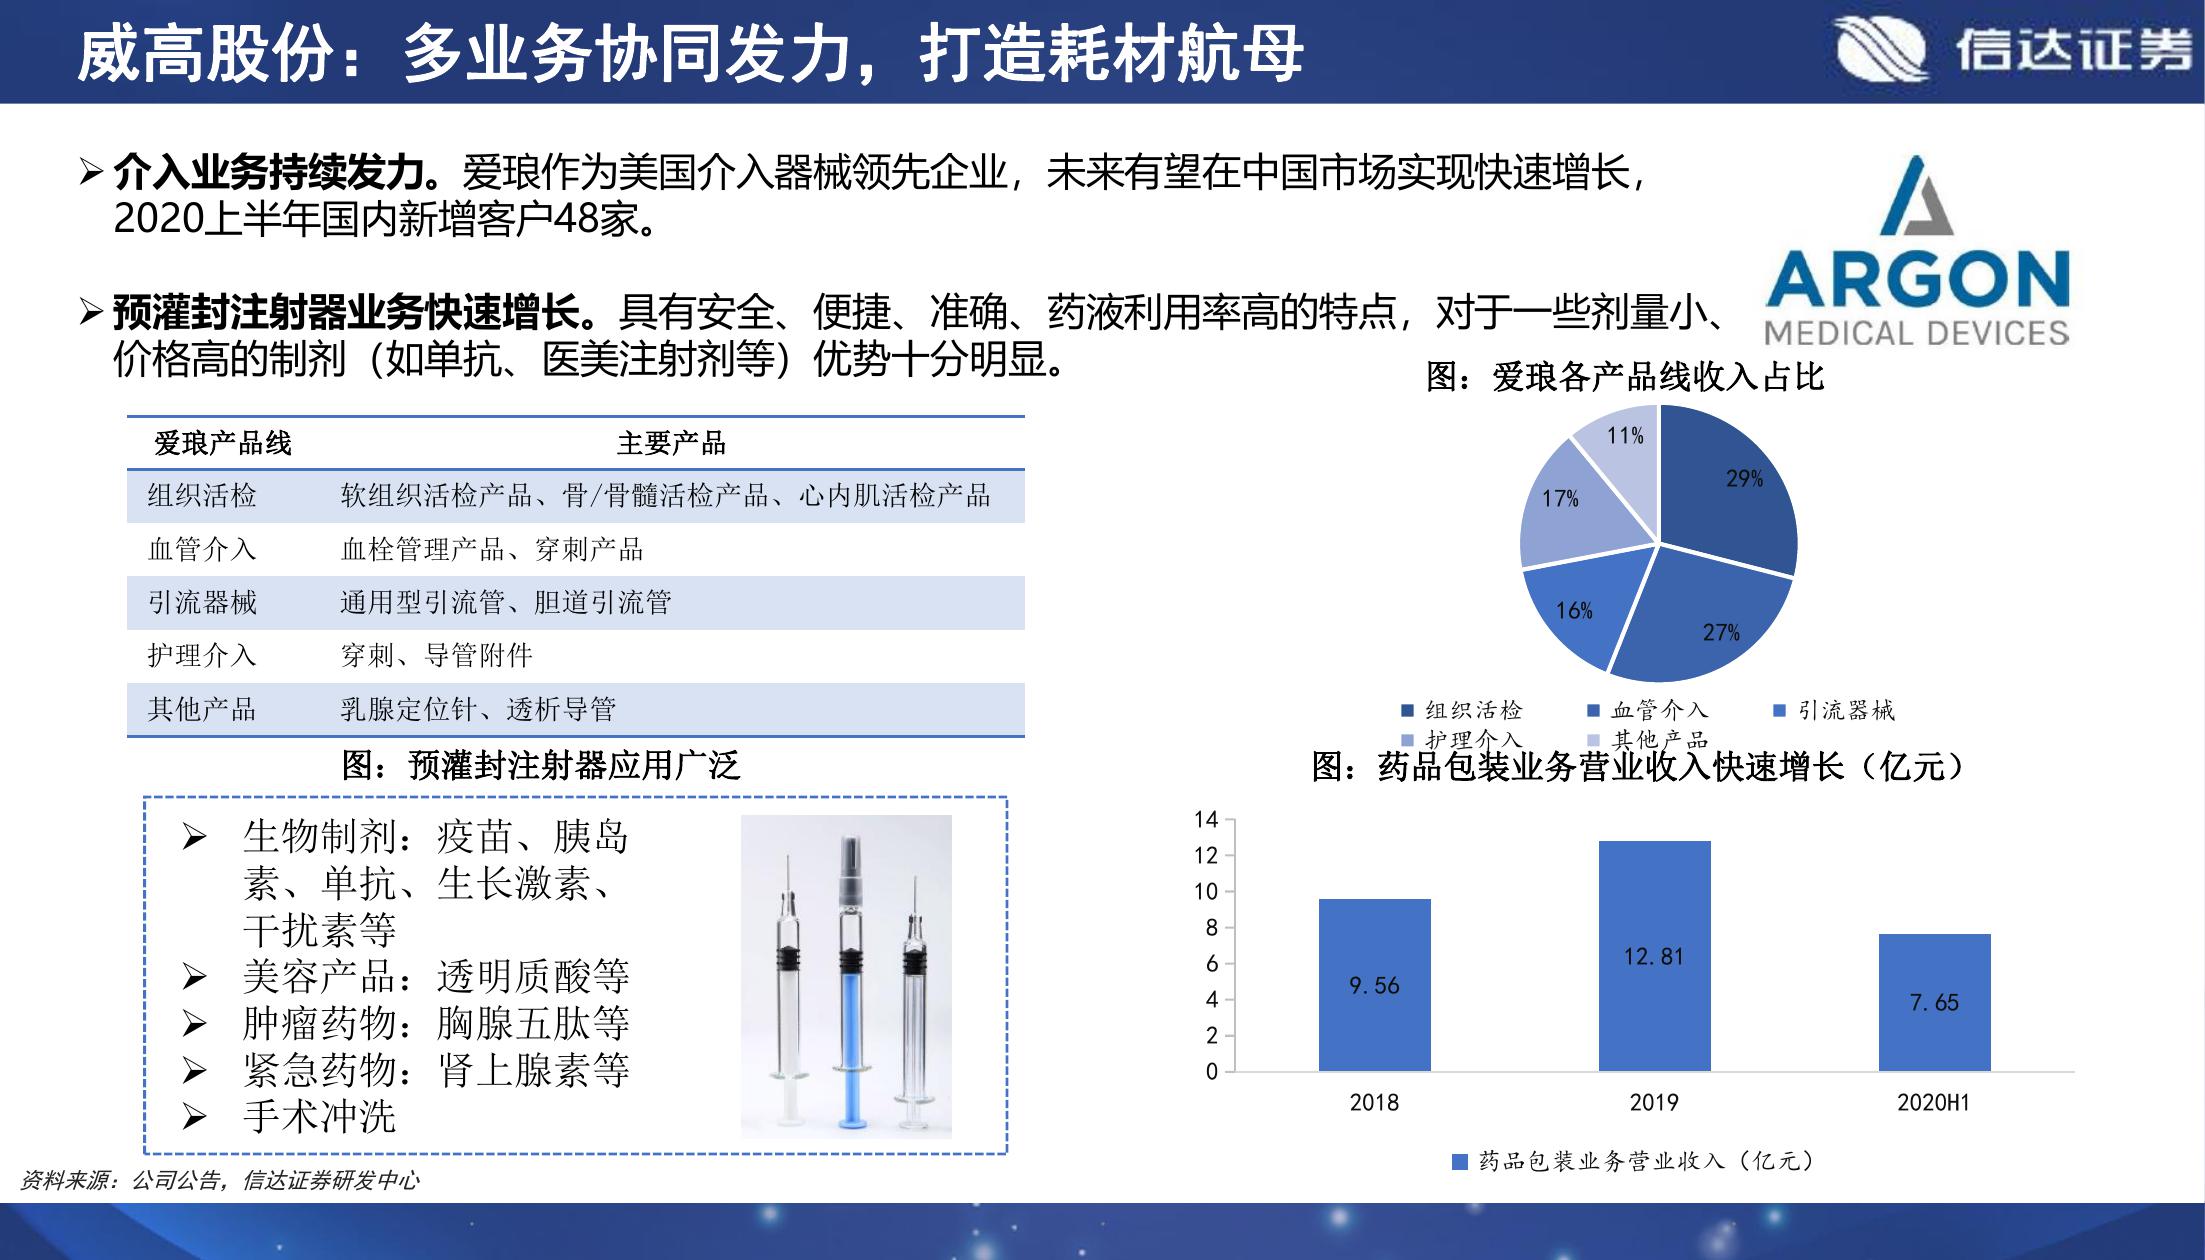 威高股份：多业务协同发力，打造耗材航母
信达证券
➢介入业务持续发力。爱琅作为美国介入器械领先企业，未来有望在中国市场实现快速增长，
2020上半年国内新增客户48家。
➢预灌封注射器业务快速增长。具有安全、便捷、准确、药液利用率高的特点，对于一些剂量小、
价格高的制剂（如单抗、医美注射剂等）优势十分明显。
ARGON
MEDICAL DEVICES
爱琅产品线 主要产品
组织活检 软组织活检产品、骨/骨髓活检产品、心内肌活检产品
血管介入 血栓管理产品、穿刺产品
引流器械 通用型引流管、胆道引流管
护理介入 穿刺、导管附件
其他产品 乳腺定位针、透析导管
图：爱琅各产品线收入占比
11%
29%
17%
16%
27%
组织活检 血管介入 引流器械
护理介入 其他产品
图：预灌封注射器应用广泛
➢ 生物制剂：疫苗、胰岛
素、单抗、生长激素、
干扰素等
➢ 美容产品：透明质酸等
➢ 肿瘤药物：胸腺五肽等
➢ 紧急药物：肾上腺素等
➢ 手术冲洗
图：药品包装业务营业收入快速增长（亿元）
14
12
10
8
6
4
2
0
9.56
12.81
7.65
2018 2019 2020H1
药品包装业务营业收入（亿元）
资料来源：公司公告，信达证券研发中心